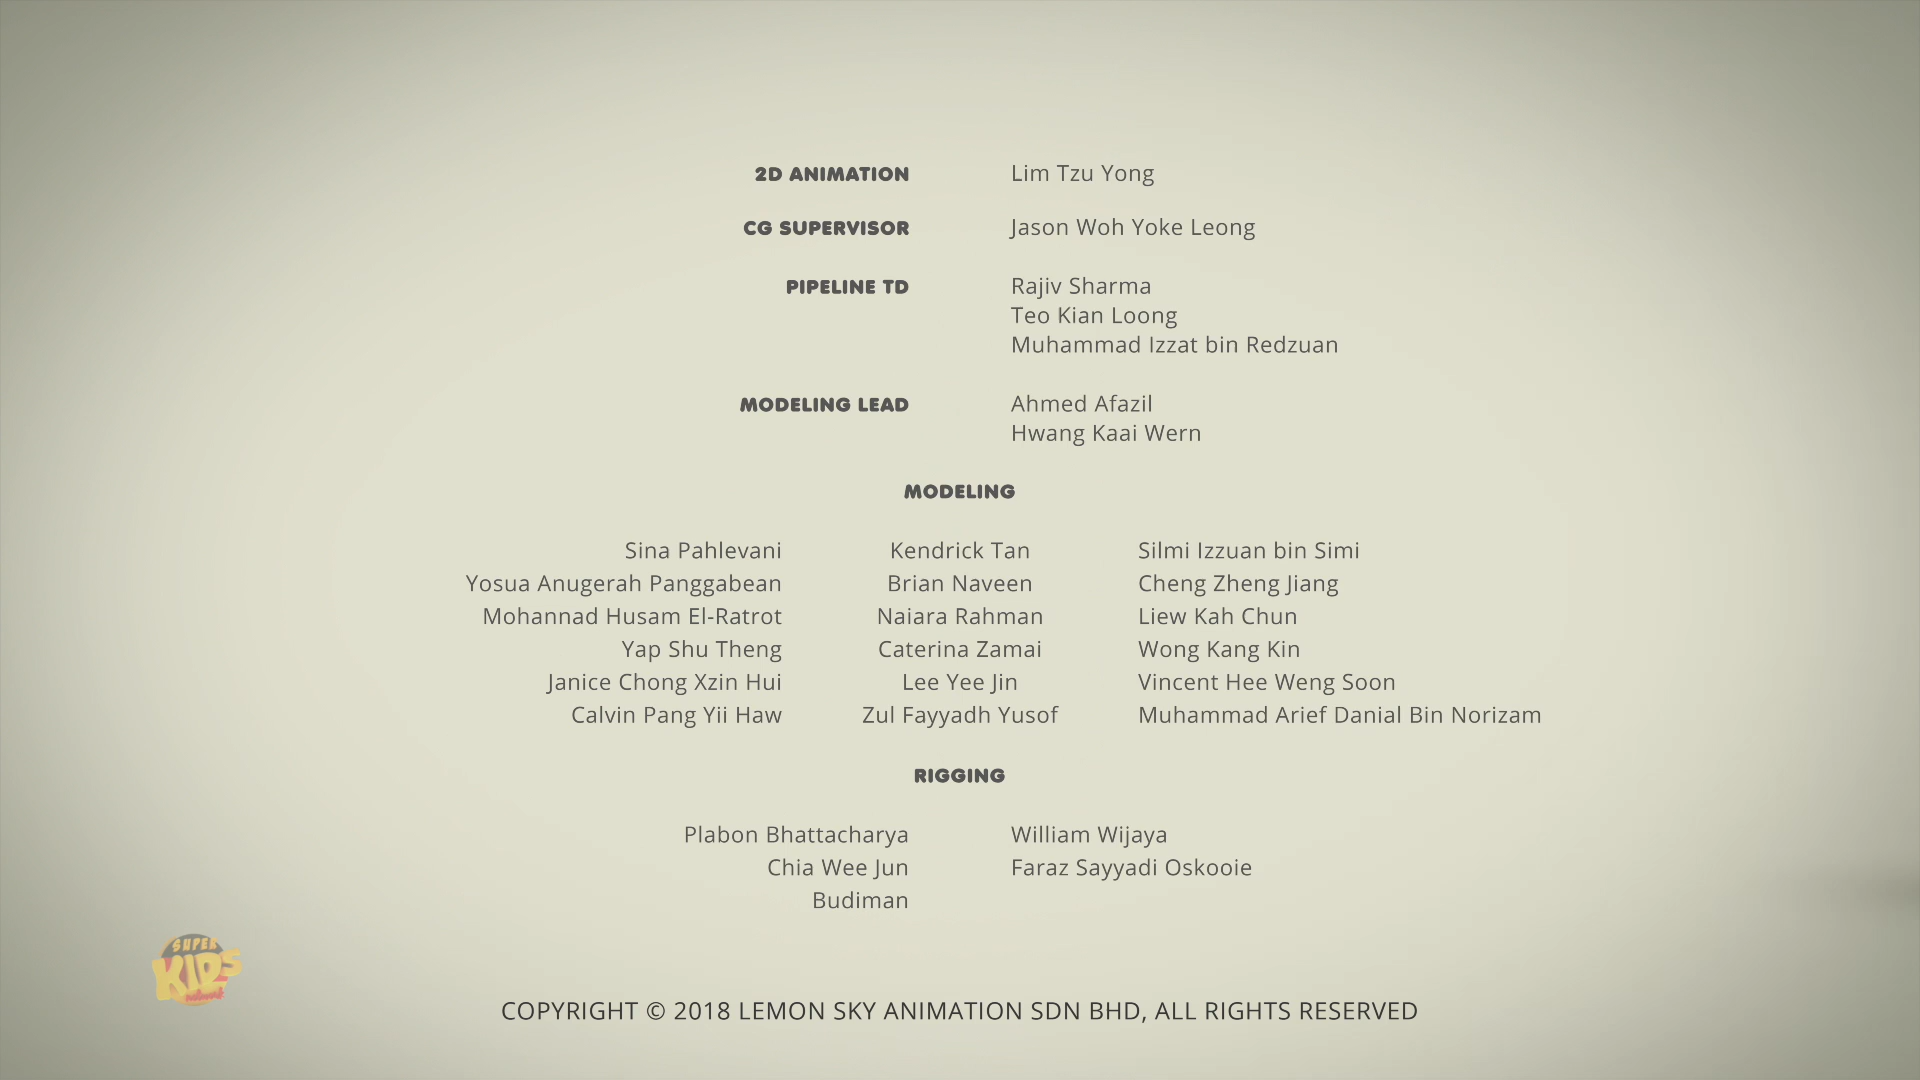 2D ANIMATION Lim Tzu Yong
CG SUPERVISOR Jason Woh Yoke Leong
PIPELINE TD Rajiv Sharma
Teo Kian Loong
Muhammad Izzat bin Redzuan
MODELING LEAD Ahmed Afazil
Hwang Kaai Wern
MODELING
Sina Pahlevani Kendrick Tan Silmi Izzuan bin Simi
Yosua Anugerah Panggabean Brian Naveen Cheng Zheng Jiang
Mohannad Husam El-Ratrot Naiara Rahman Liew Kah Chun
Yap Shu Theng Caterina Zamai Wong Kang Kin
Janice Chong Xzin Hui Lee Yee Jin Vincent Hee Weng Soon
Calvin Pang Yii Haw Zul Fayyadh Yusof Muhammad Arief Danial Bin Norizam
RIGGING
Plabon Bhattacharya William Wijaya
Chia Wee Jun Faraz Sayyadi Oskooie
Budiman
SUPER
KIDS
network
COPYRIGHT © 2018 LEMON SKY ANIMATION SDN BHD, ALL RIGHTS RESERVED